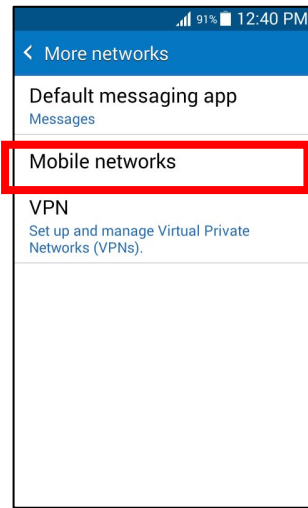 91% 12:40 PM
< More networks
Default messaging app
Messages
Mobile networks
VPN
Set up and manage Virtual Private
Networks (VPNs).